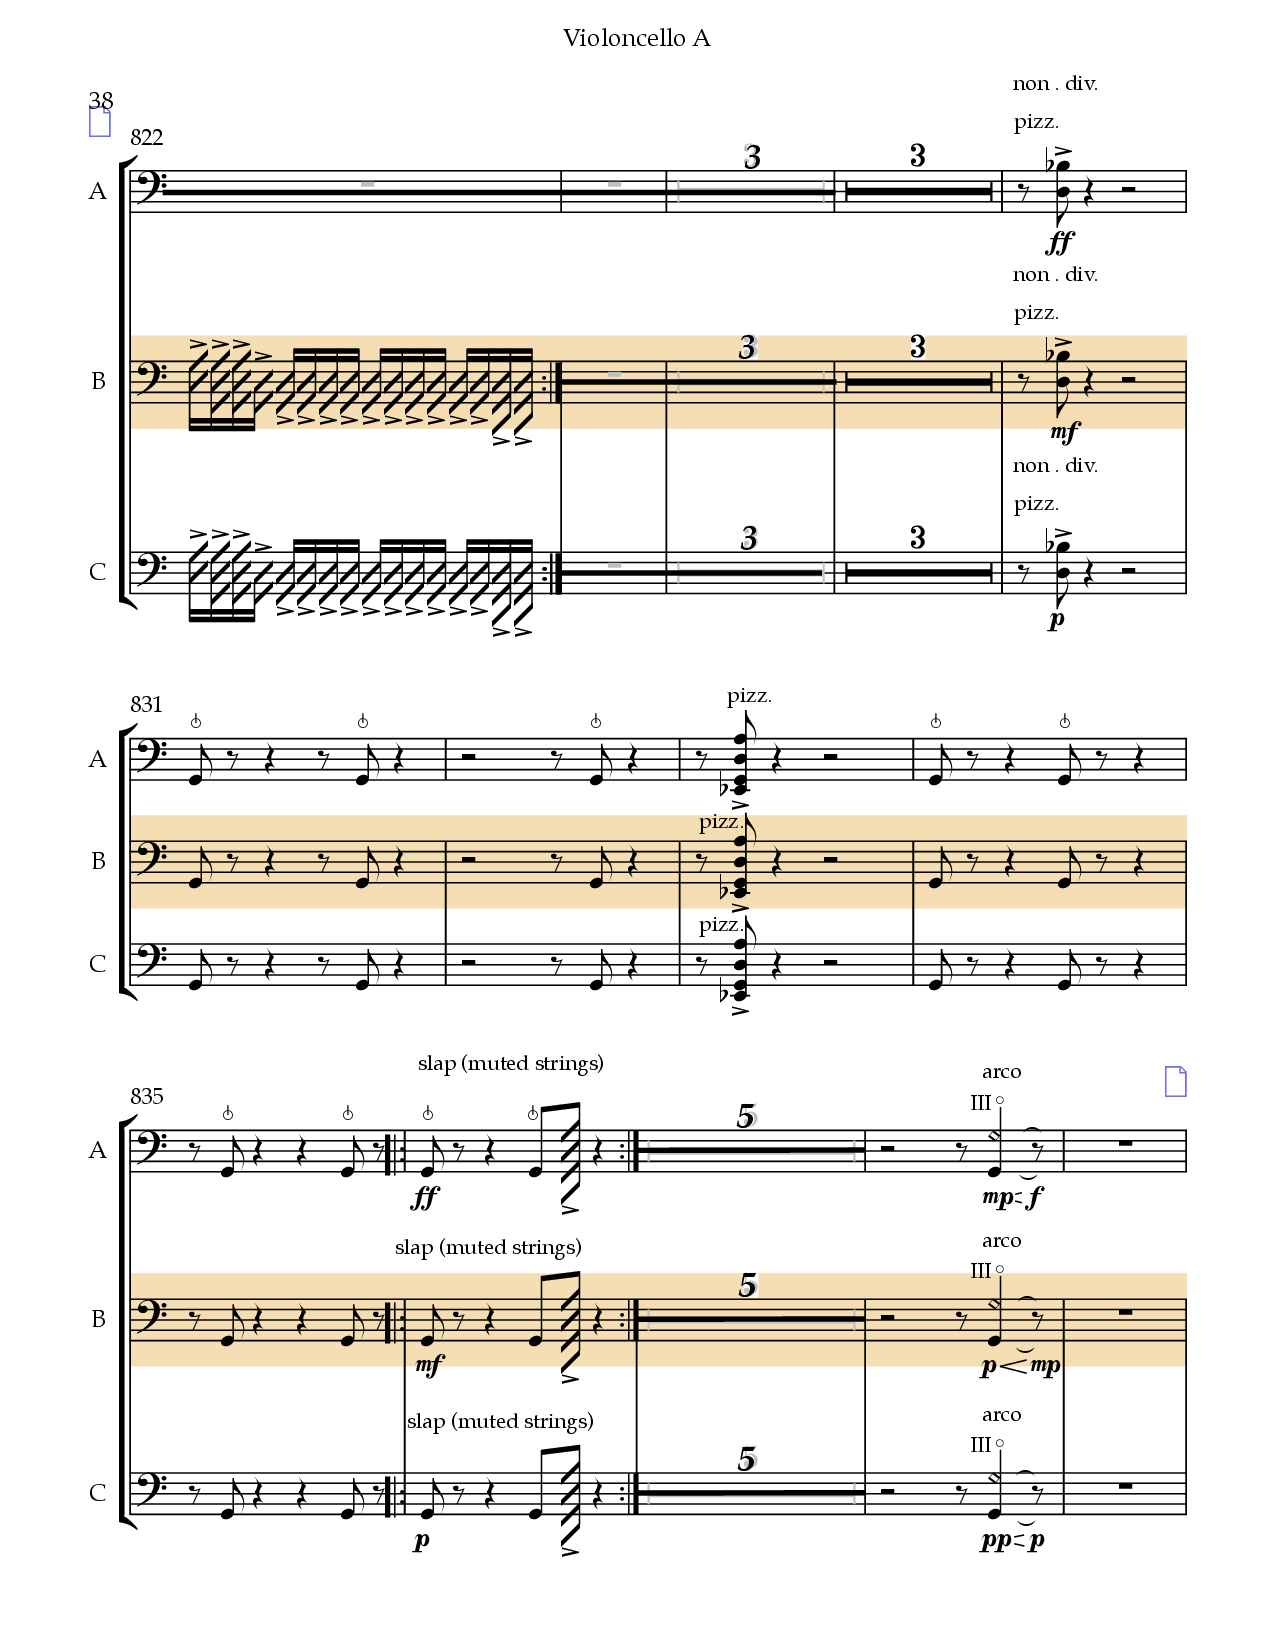 Violoncello A
38
non . div.
822
pizz.
3 3
A
ff
non . div.
pizz.
3 3
B
mf
non . div.
pizz.
3 3
C
p
831
pizz.
A
pizz.
B
pizz.
C
slap (muted strings)
arco
835
III
5
A
ff mp f
slap (muted strings)
arco
III
5
B
mf p mp
slap (muted strings)
arco
III
5
C
p pp p